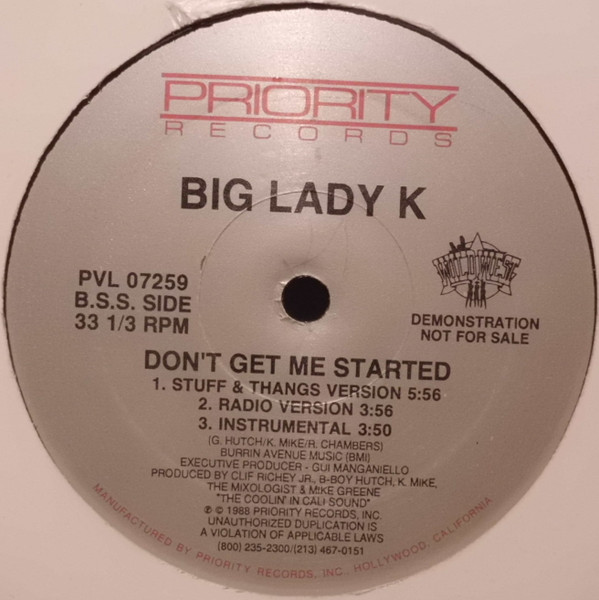 PRIORITY
RECORDS
BIG LADY K
PVL 07259
B.S.S. SIDE
33 1/3 RPM
WILD WEST
DEMONSTRATION
NOT FOR SALE
DON'T GET ME STARTED
1. STUFF & THANGS VERSION 5:56
2. RADIO VERSION 3:56
3. INSTRUMENTAL 3:50
(G. HUTCH/K. MIKE/R. CHAMBERS)
BURRIN AVENUE MUSIC (BMI)
EXECUTIVE PRODUCER - GUI MANGANIELLO
PRODUCED BY CLIF RICHEY JR., B-BOY HUTCH, K. MIKE,
THE MIXOLOGIST & MIKE GREENE
"THE COOLIN' IN CALI SOUND"
℗ © 1988 PRIORITY RECORDS, INC.
UNAUTHORIZED DUPLICATION IS
A VIOLATION OF APPLICABLE LAWS
(800) 235-2300/(213) 467-0151
MANUFACTURED BY PRIORITY RECORDS, INC., HOLLYWOOD, CALIFORNIA